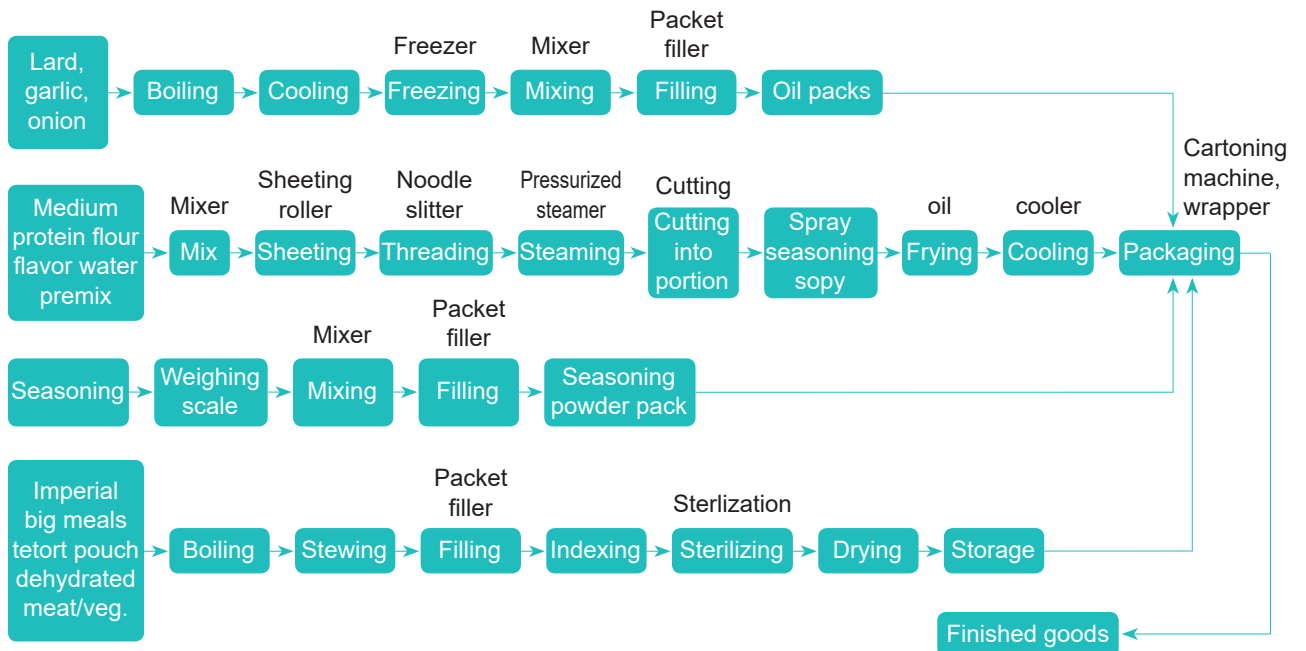 Lard,
garlic,
onion
Boiling
Cooling
Freezer
Freezing
Mixer
Mixing
Packet
filler
Filling
Oil packs
Medium
protein flour
flavor water
premix
Mixer
Mix
Sheeting
roller
Sheeting
Noodle
slitter
Threading
Pressurized
steamer
Steaming
Cutting
Cutting
into
portion
Spray
seasoning
sopy
oil
Frying
cooler
Cooling
Cartoning
machine,
wrapper
Packaging
Seasoning
Weighing
scale
Mixer
Mixing
Packet
filler
Filling
Seasoning
powder pack
Imperial
big meals
tetort pouch
dehydrated
meat/veg.
Boiling
Stewing
Packet
filler
Filling
Indexing
Sterlization
Sterilizing
Drying
Storage
Finished goods